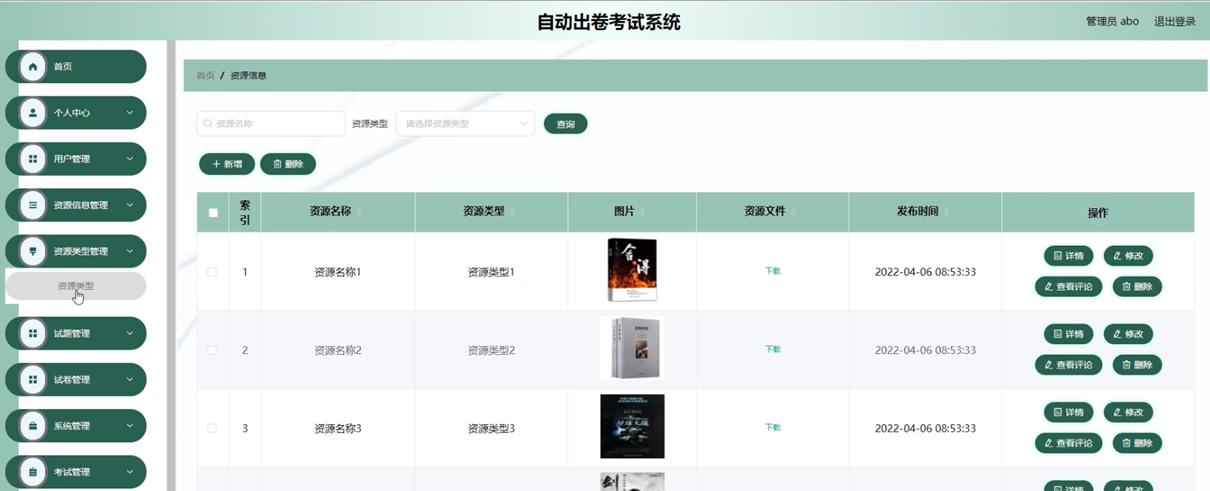 自动出卷考试系统
管理员 abo 退出登录
首页
个人中心
用户管理
资源信息管理
资源类型管理
资源类型
试题管理
试卷管理
系统管理
考试管理
首页 / 资源信息
资源名称 资源类型 请选择资源类型 查询
新增 删除
索引 资源名称 资源类型 图片 资源文件 发布时间 操作
1 资源名称1 资源类型1 舍得 下载 2022-04-06 08:53:33 详情 修改
查看评论 删除
2 资源名称2 资源类型2 下载 2022-04-06 08:53:33 详情 修改
查看评论 删除
3 资源名称3 资源类型3 星球大战 下载 2022-04-06 08:53:33 详情 修改
查看评论 删除
剑 详情 修改